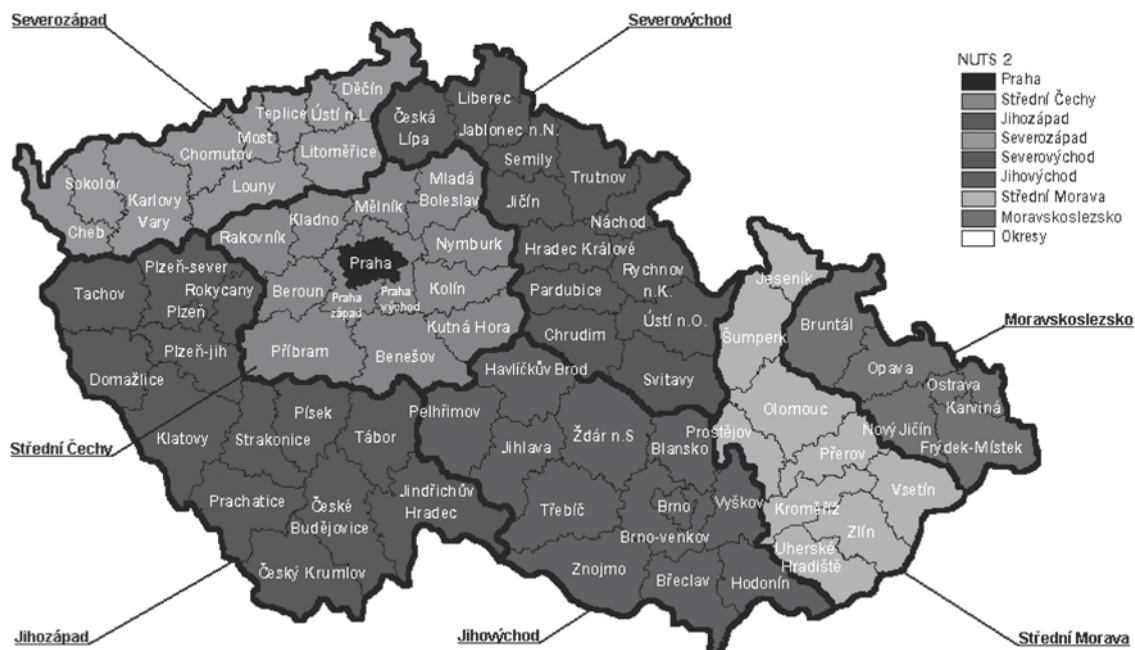 Severozápad
Severovýchod
NUTS 2
Praha
Střední Čechy
Jihozápad
Severozápad
Severovýchod
Jihovýchod
Střední Morava
Moravskoslezsko
Okresy
Děčín
Teplice
Ústí n.L.
Most
Chomutov
Litoměřice
Louny
Sokolov
Karlovy
Vary
Cheb
Česká
Lípa
Liberec
Jablonec n.N.
Semily
Trutnov
Jičín
Náchod
Hradec Králové
Rychnov
n.K.
Pardubice
Ústí n.O.
Chrudim
Svitavy
Mladá
Boleslav
Mělník
Kladno
Rakovník
Nymburk
Praha
Beroun
Praha
západ
Praha
východ
Kolín
Kutná Hora
Příbram
Benešov
Plzeň-sever
Rokycany
Tachov
Plzeň
Plzeň-jih
Domažlice
Klatovy
Písek
Strakonice
Tábor
Prachatice
České
Budějovice
Jindřichův
Hradec
Český Krumlov
Havlíčkův Brod
Pelhřimov
Jihlava
Ždár n.S
Blansko
Třebíč
Brno
Vyškov
Brno-venkov
Znojmo
Břeclav
Hodonín
Jeseník
Šumperk
Olomouc
Prostějov
Přerov
Kroměříž
Vsetín
Zlín
Uherské
Hradiště
Bruntál
Opava
Ostrava
Karviná
Nový Jičín
Frýdek-Místek
Moravskoslezsko
Střední Čechy
Jihozápad
Jihovýchod
Střední Morava